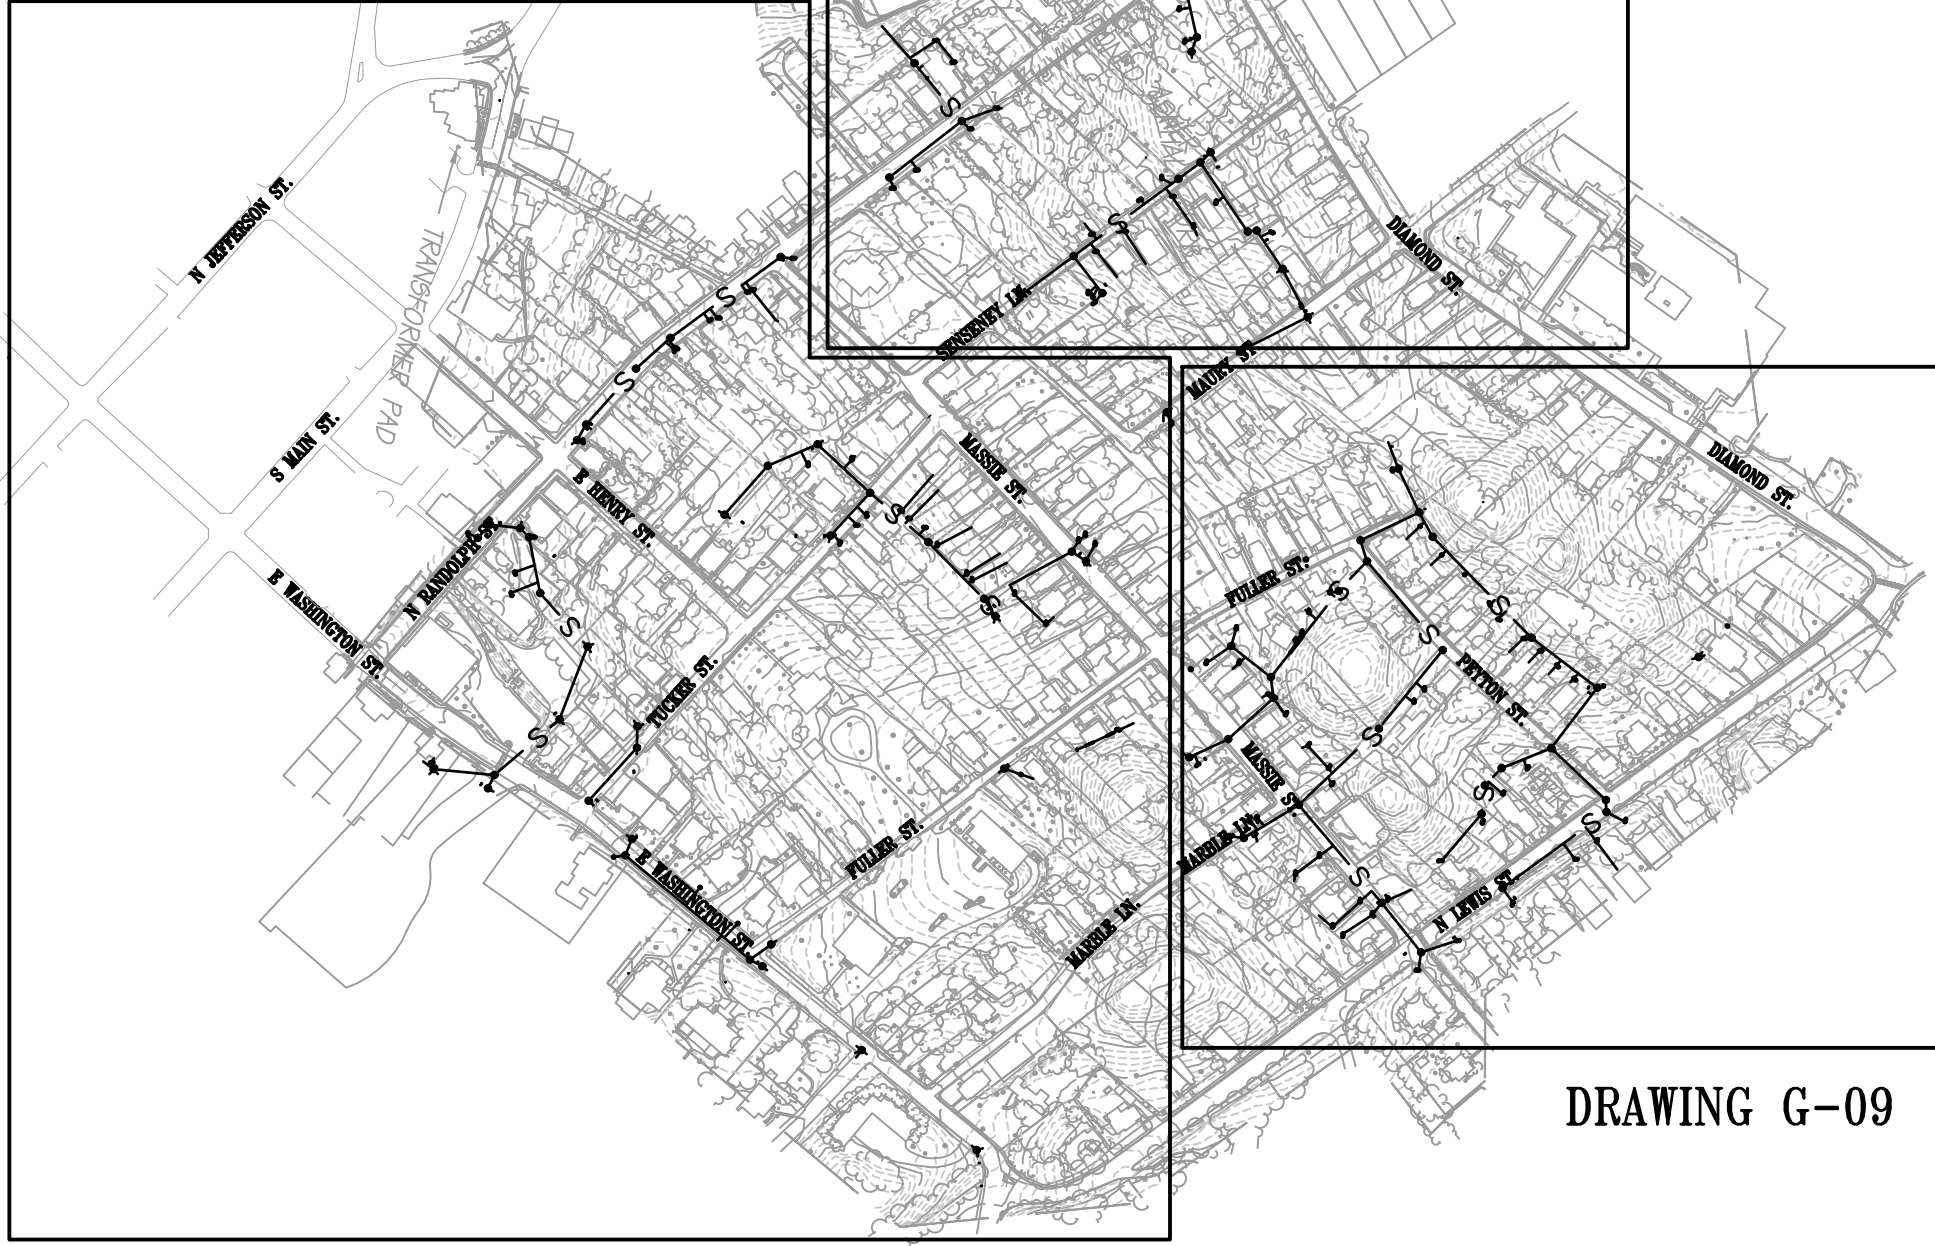 N JEFFERSON ST.
TRANSFORMER PAD
DIAMOND ST.
S
S
S
SENSENEY LN.
MAURY ST.
S
S MAIN ST.
MASSIE ST.
DIAMOND ST.
E HENRY ST.
S
N RANDOLPH ST.
E WASHINGTON ST.
FULLER ST.
S
S
S
S
S
TUCKER ST.
PEYTON ST.
S
S
MASSIE ST.
S
S
FULLER ST.
MARBLE LN.
E WASHINGTON ST.
S
N LEWIS ST.
MARBLE LN.
DRAWING G-09